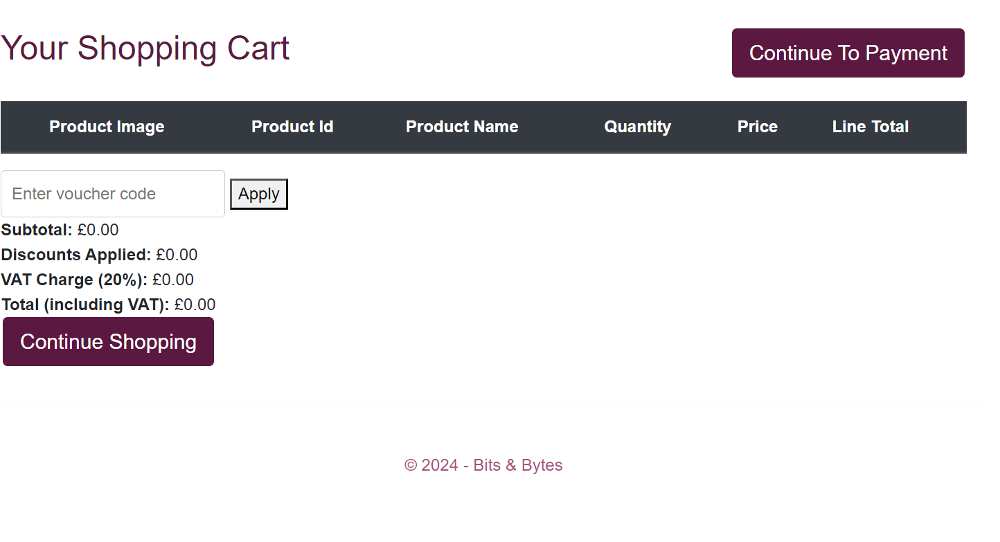 Your Shopping Cart
Continue To Payment
Product Image Product Id Product Name Quantity Price Line Total
Enter voucher code Apply
Subtotal: £0.00
Discounts Applied: £0.00
VAT Charge (20%): £0.00
Total (including VAT): £0.00
Continue Shopping
© 2024 - Bits & Bytes